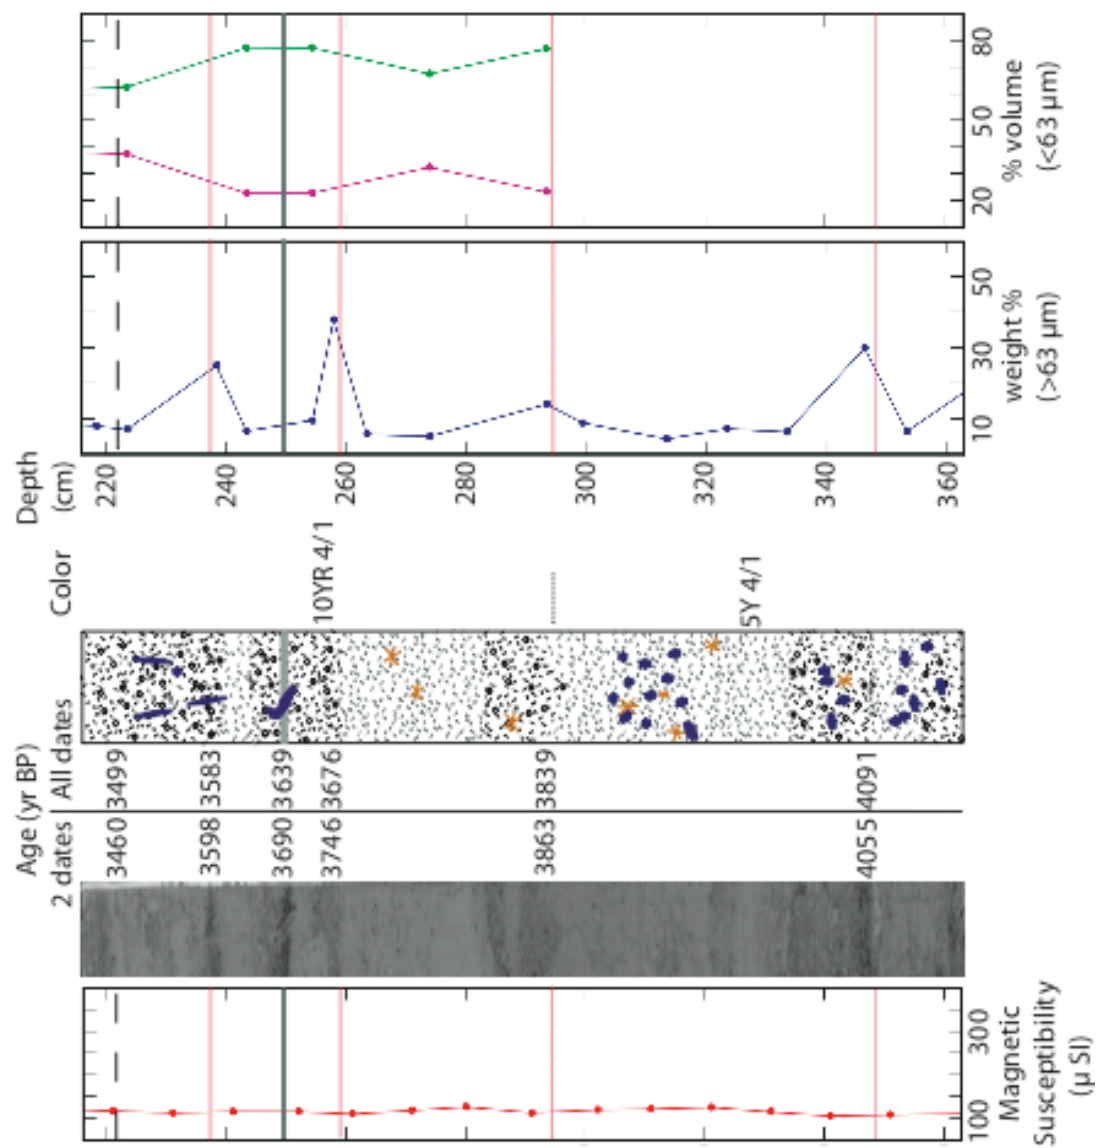 Magnetic
Susceptibility
(μ SI)
100
300
Age (yr BP)
2 dates
All dates
3460
3499
3598
3583
3690
3639
3746
3676
3863
3839
4055
4091
Color
10YR 4/1
5Y 4/1
Depth
(cm)
220
240
260
280
300
320
340
360
weight %
(>63 μm)
10
30
50
% volume
(<63 μm)
20
50
80